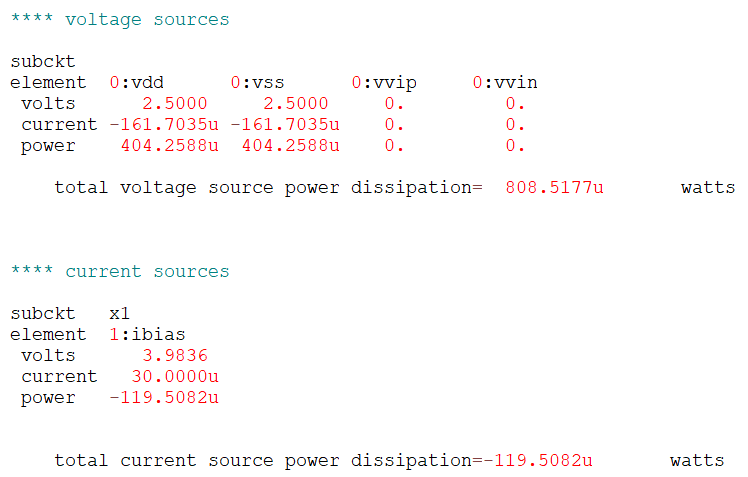 **** voltage sources
subckt
element 0:vdd 0:vss 0:vvip 0:vvin
volts 2.5000 2.5000 0. 0.
current -161.7035u -161.7035u 0. 0.
power 404.2588u 404.2588u 0. 0.
total voltage source power dissipation= 808.5177u watts
**** current sources
subckt x1
element 1:ibias
volts 3.9836
current 30.0000u
power -119.5082u
total current source power dissipation=-119.5082u watts